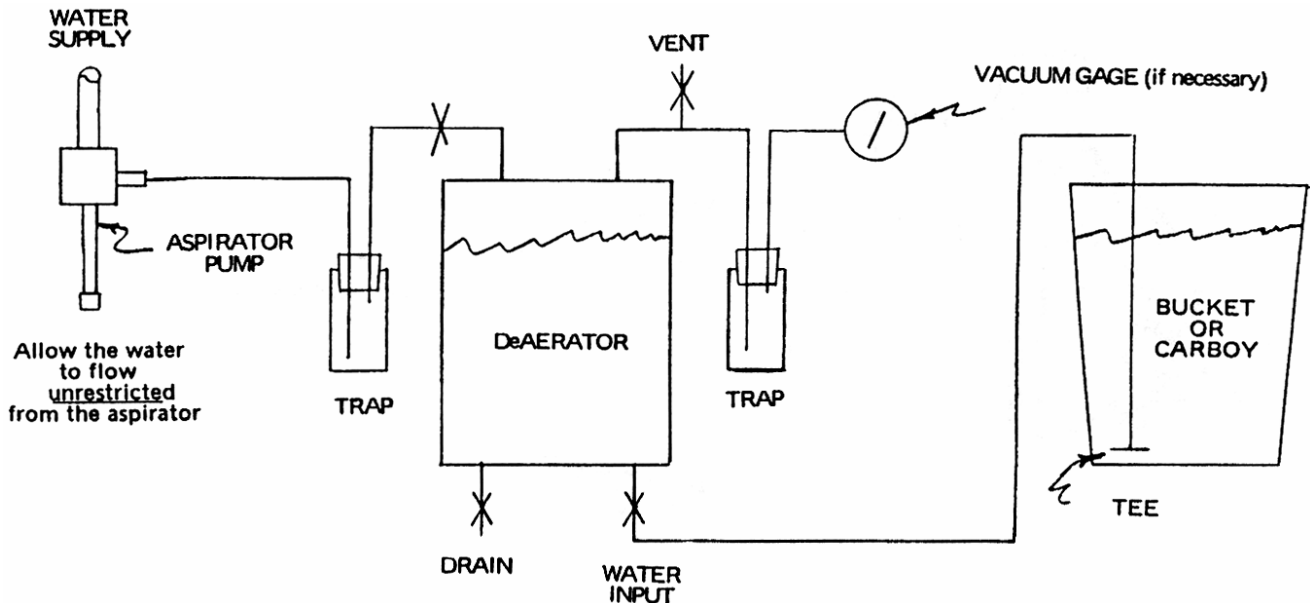 WATER
SUPPLY
VENT
VACUUM GAGE (if necessary)
ASPIRATOR
PUMP
Allow the water
to flow
unrestricted
from the aspirator
TRAP
DeAERATOR
TRAP
BUCKET
OR
CARBOY
TEE
DRAIN
WATER
INPUT